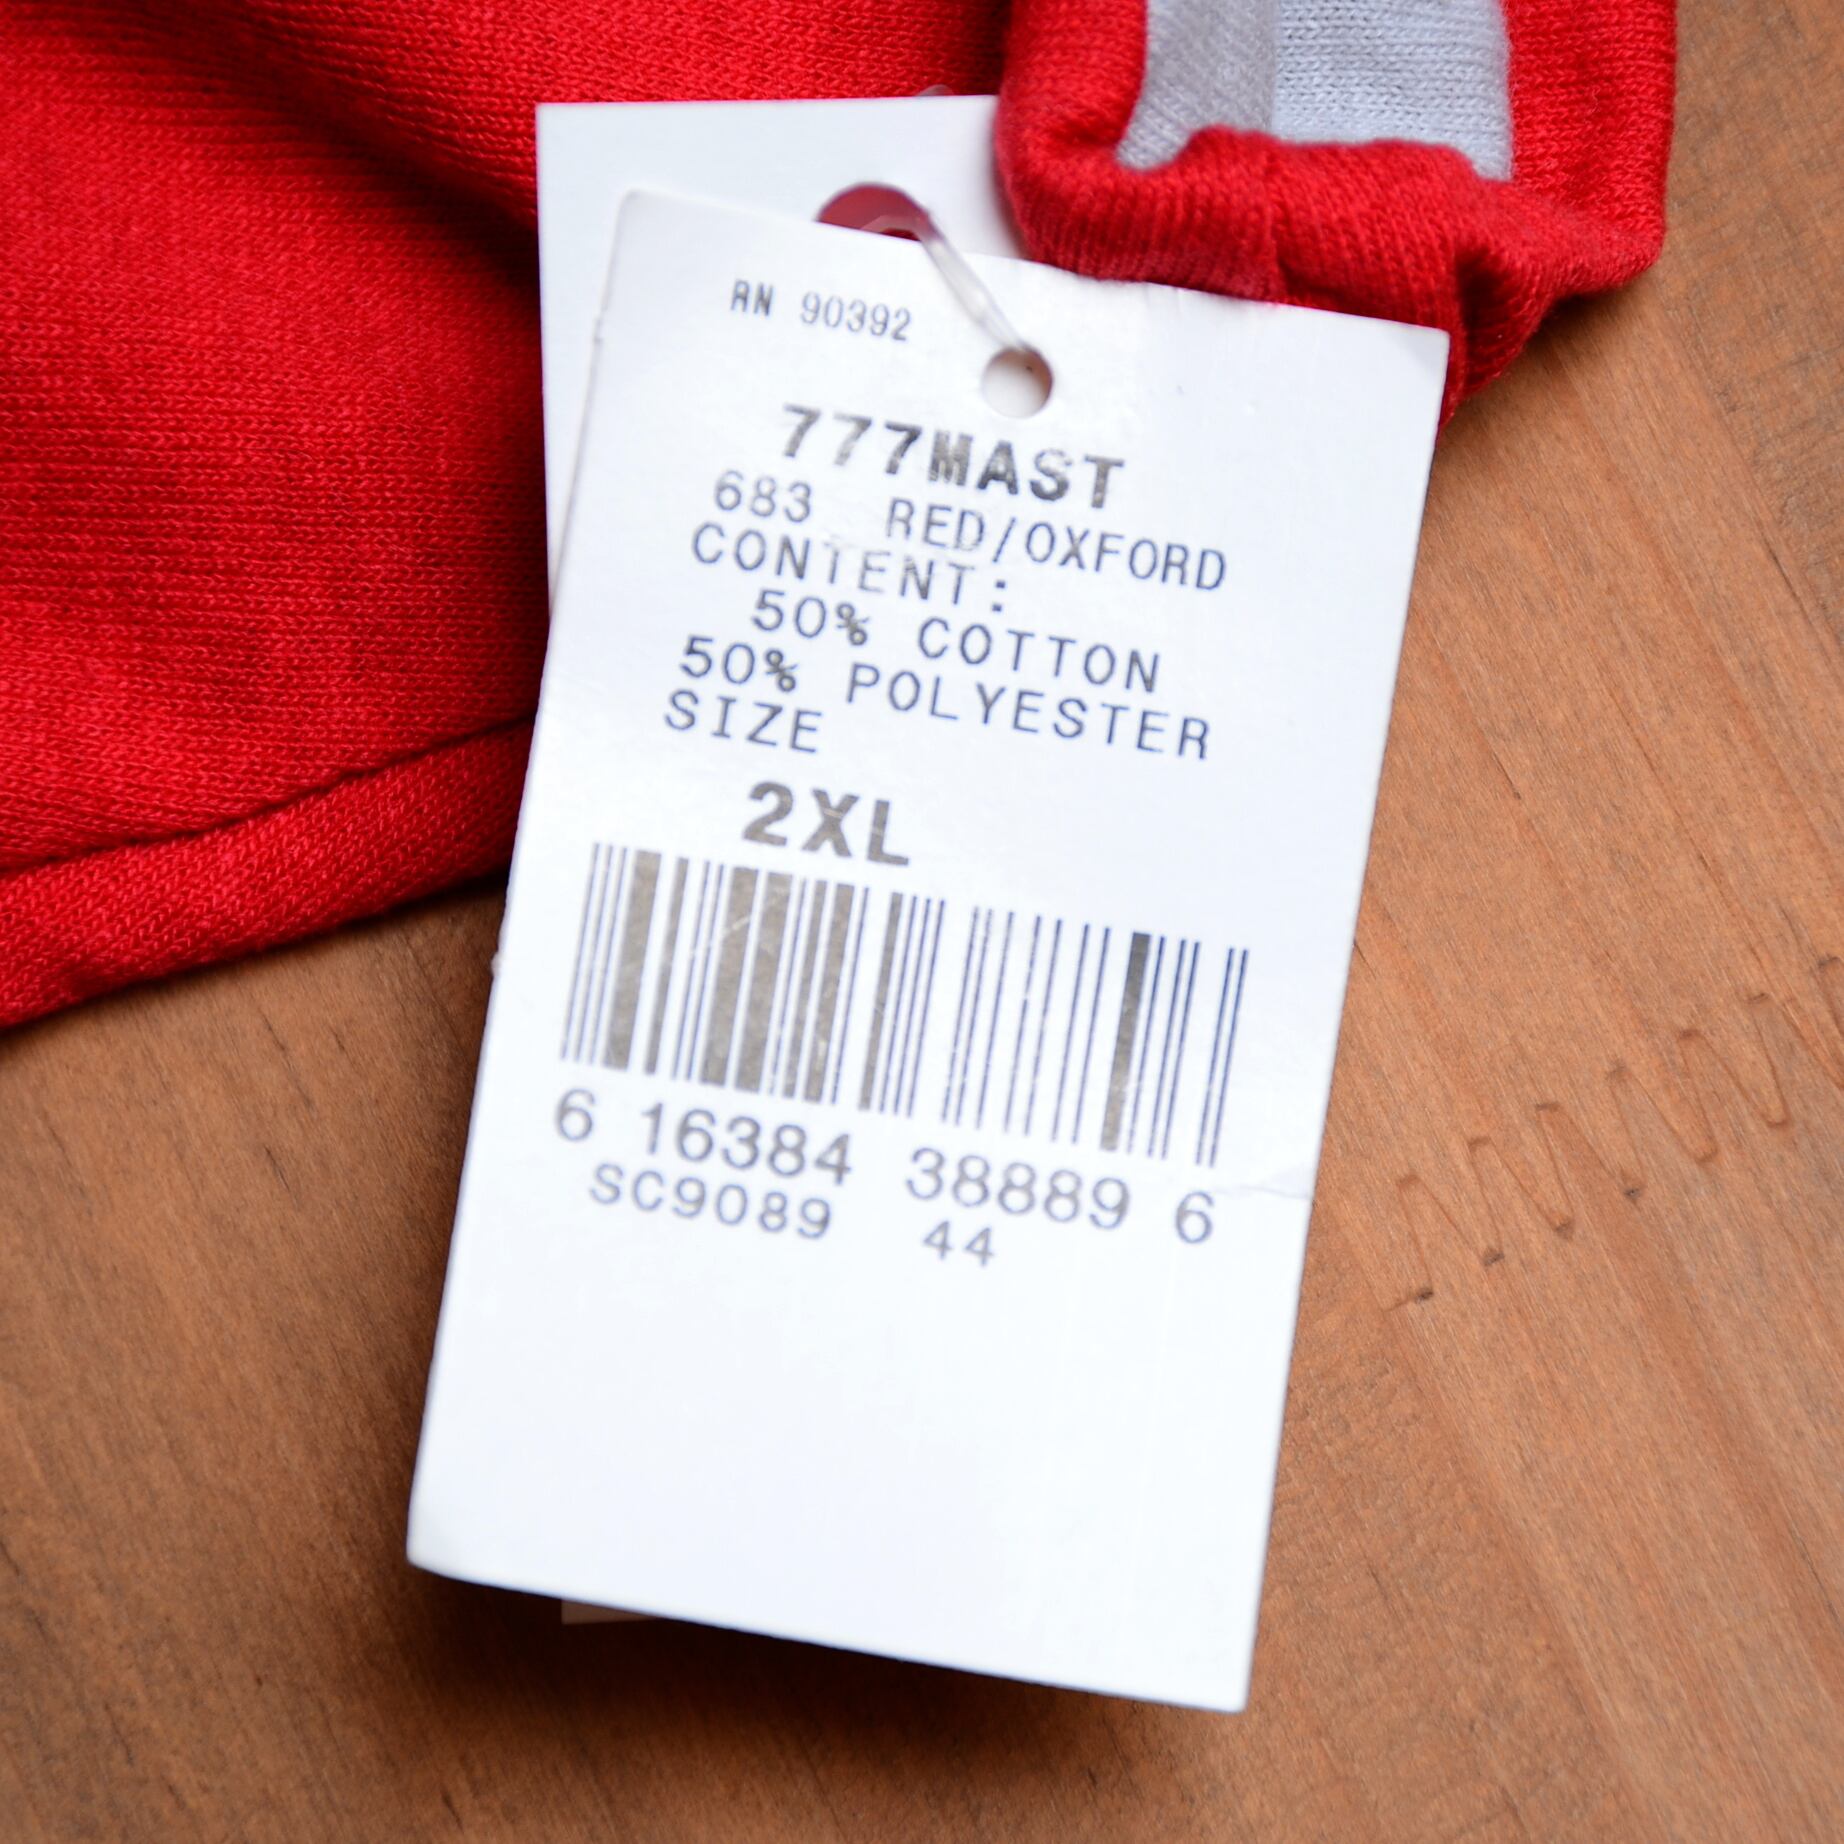 RN 90392
777MAST
683 RED/OXFORD
CONTENT:
50% COTTON
50% POLYESTER
SIZE
2XL
6 16384 38889 6
SC9089 44